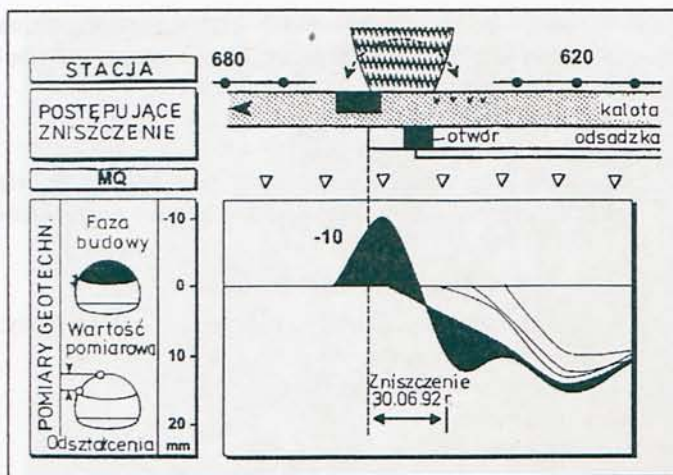 STACJA
680
620
POSTĘPUJĄCE
ZNISZCZENIE
kalota
otwór
odsadzka
MQ
POMIARY GEOTECHN.
Faza
budowy
Wartość
pomiarowa
Odształcenia
-10
0
10
20
mm
-10
Zniszczenie
30.06.92 r.